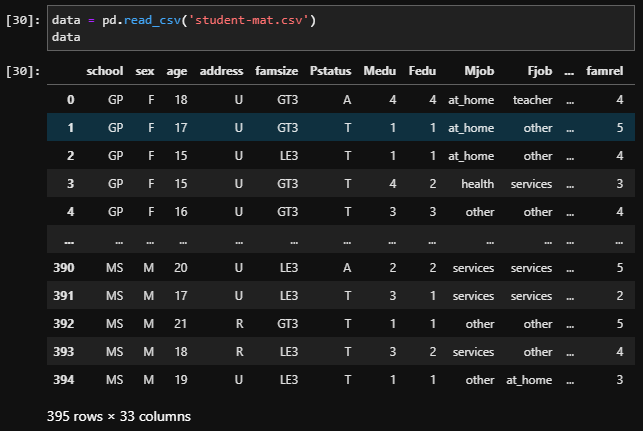 [30]: data = pd.read_csv('student-mat.csv')
data
[30]: school sex age address famsize Pstatus Medu Fedu Mjob Fjob ... famrel
0 GP F 18 U GT3 A 4 4 at_home teacher ... 4
1 GP F 17 U GT3 T 1 1 at_home other ... 5
2 GP F 15 U LE3 T 1 1 at_home other ... 4
3 GP F 15 U GT3 T 4 2 health services ... 3
4 GP F 16 U GT3 T 3 3 other other ... 4
... ... ... ... ... ... ... ... ... ... ... ... ...
390 MS M 20 U LE3 A 2 2 services services ... 5
391 MS M 17 U LE3 T 3 1 services services ... 2
392 MS M 21 R GT3 T 1 1 other other ... 5
393 MS M 18 R LE3 T 3 2 services other ... 4
394 MS M 19 U LE3 T 1 1 other at_home ... 3
395 rows × 33 columns